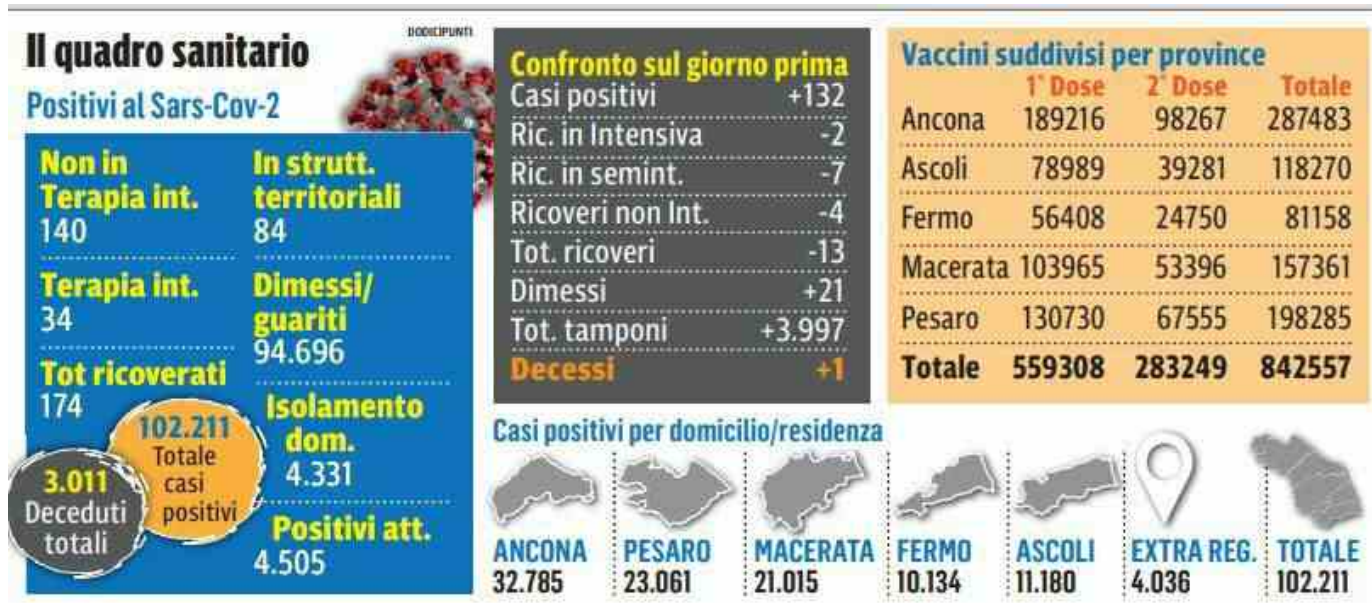 Il quadro sanitario
DODICIPUNTI
Positivi al Sars-Cov-2
Non in
Terapia int.
140
Terapia int.
34
Tot ricoverati
174
3.011
Deceduti
totali
102.211
Totale
casi
positivi
In strutt.
territoriali
84
Dimessi/
guariti
94.696
Isolamento
dom.
4.331
Positivi att.
4.505
Confronto sul giorno prima
Casi positivi +132
Ric. in Intensiva -2
Ric. in semint. -7
Ricoveri non Int. -4
Tot. ricoveri -13
Dimessi +21
Tot. tamponi +3.997
Decessi +1
Vaccini suddivisi per province
1° Dose 2° Dose Totale
Ancona 189216 98267 287483
Ascoli 78989 39281 118270
Fermo 56408 24750 81158
Macerata 103965 53396 157361
Pesaro 130730 67555 198285
Totale 559308 283249 842557
Casi positivi per domicilio/residenza
ANCONA PESARO MACERATA FERMO ASCOLI EXTRA REG. TOTALE
32.785 23.061 21.015 10.134 11.180 4.036 102.211